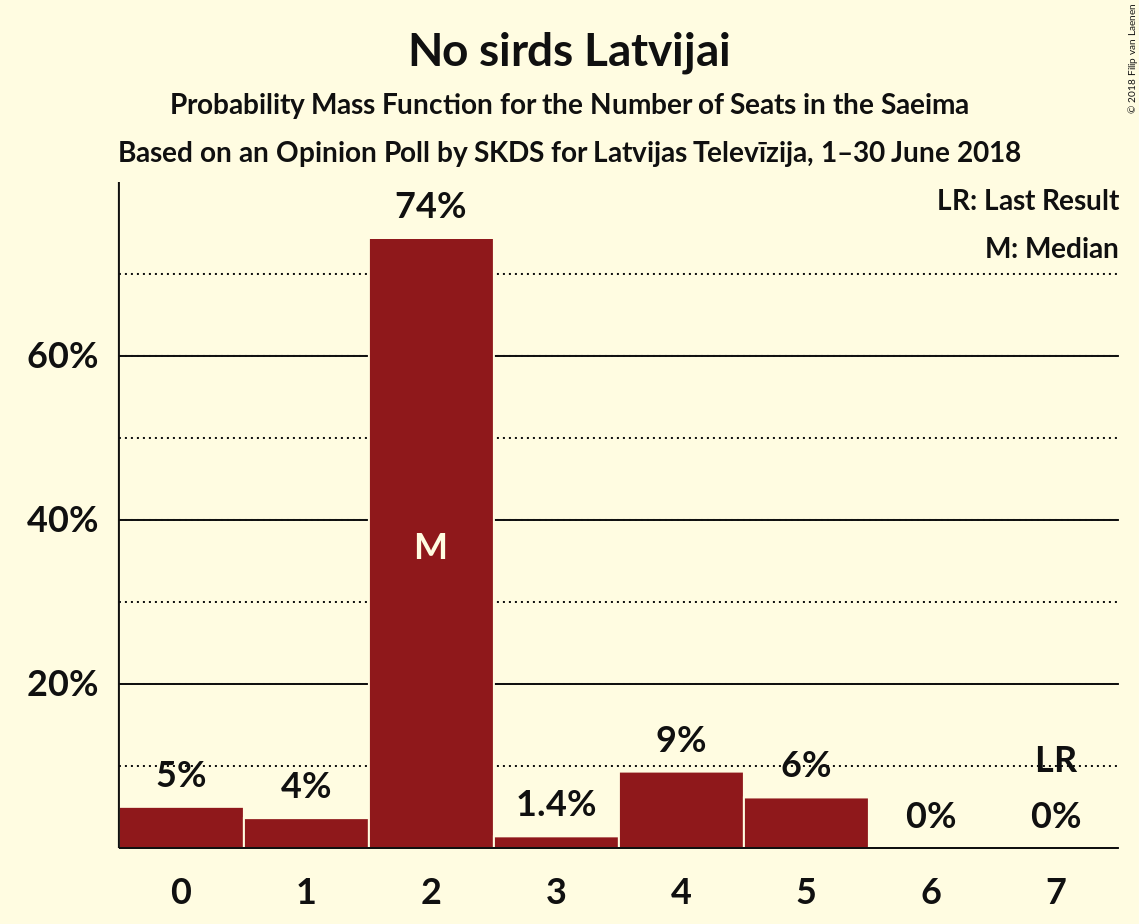 No sirds Latvijai
Probability Mass Function for the Number of Seats in the Saeima
Based on an Opinion Poll by SKDS for Latvijas Televīzija, 1–30 June 2018
© 2018 Filip van Laenen
LR: Last Result
M: Median
74%
60%
40%
M
20%
5%
4%
1.4%
9%
6%
0%
LR
0%
0 1 2 3 4 5 6 7